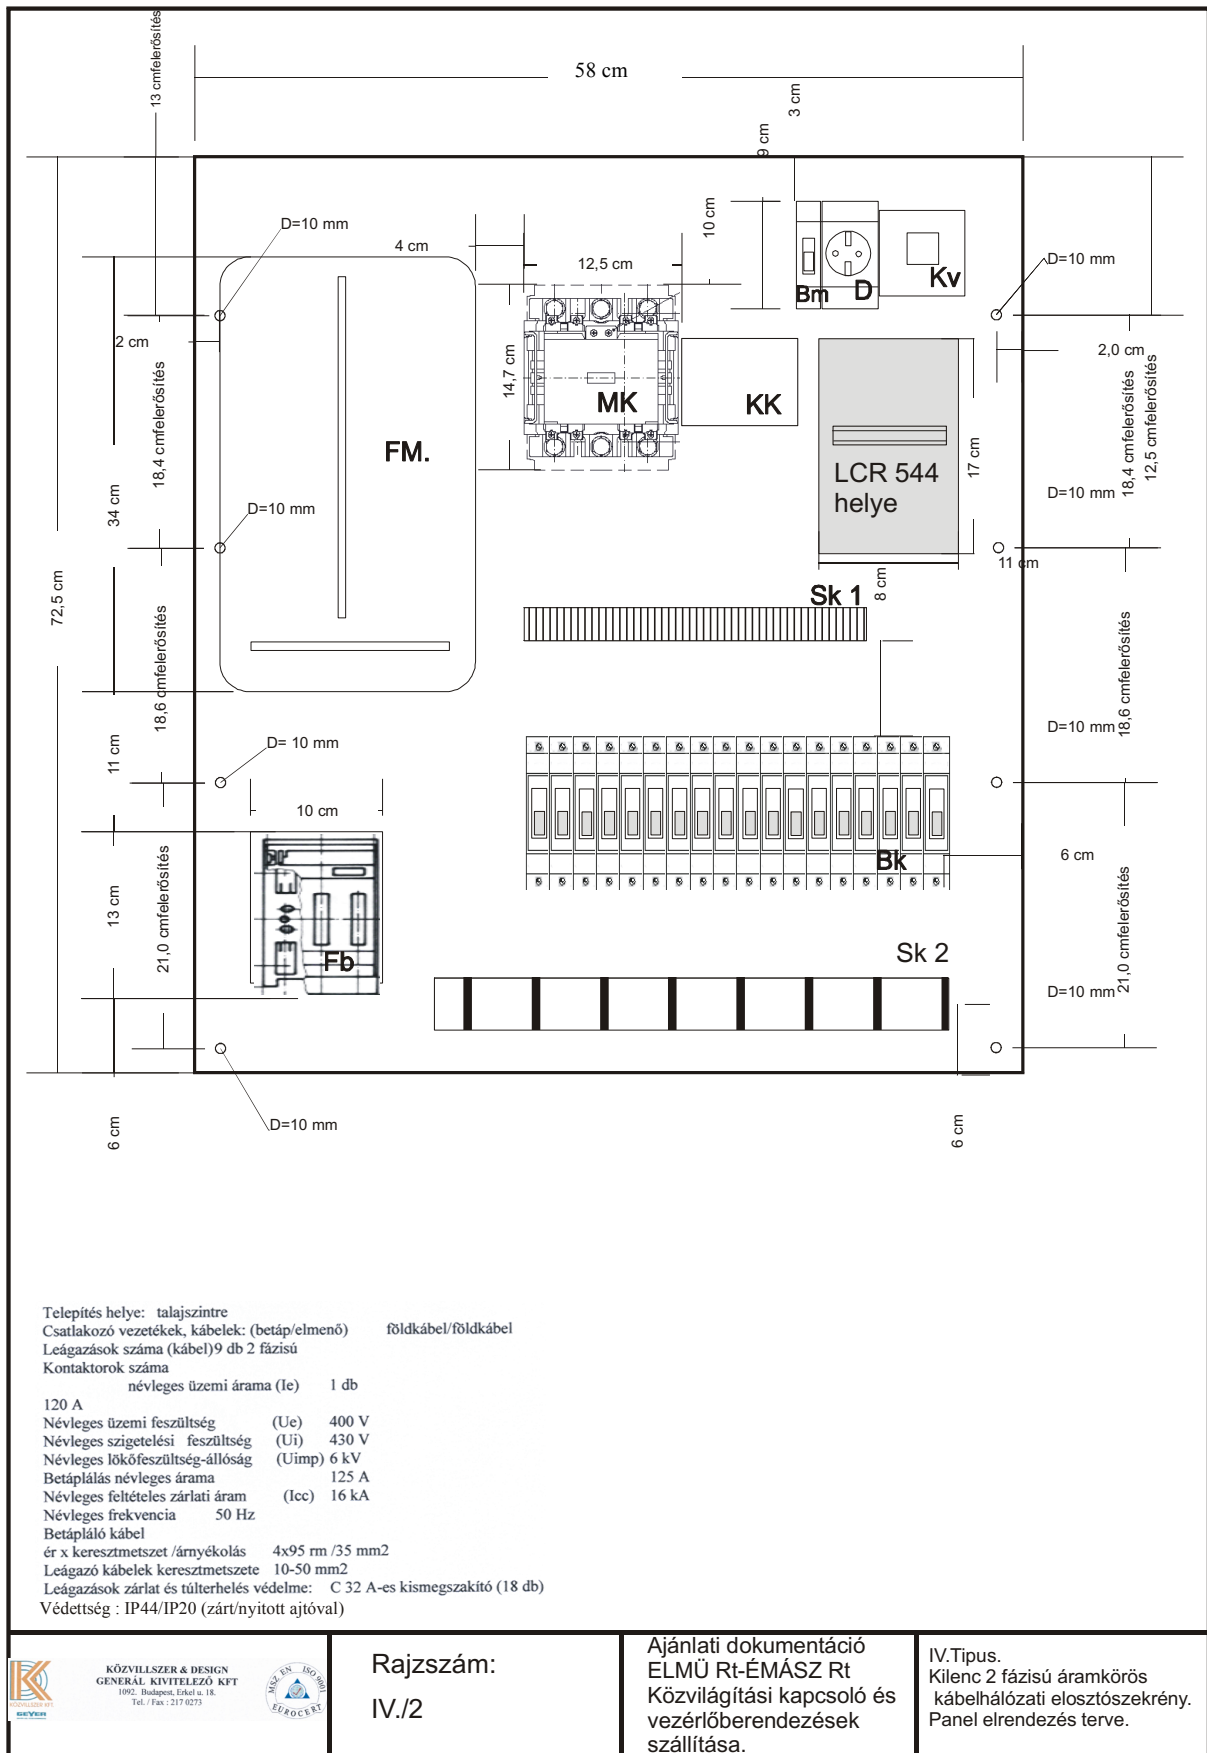 58 cm
13 cmfelerősítés
3 cm
9 cm
10 cm
D=10 mm
4 cm
12,5 cm
Bm
D
Kv
D=10 mm
2 cm
2,0 cm
14,7 cm
MK
KK
FM.
LCR 544
helye
17 cm
18,4 cmfelerősítés
34 cm
18,4 cmfelerősítés
12,5 cmfelerősítés
D=10 mm
D=10 mm
11 cm
8 cm
Sk 1
72,5 cm
18,6 cmfelerősítés
18,6 cmfelerősítés
D=10 mm
11 cm
D= 10 mm
10 cm
Bk
6 cm
13 cm
21,0 cmfelerősítés
21,0 cmfelerősítés
Fb
Sk 2
D=10 mm
6 cm
D=10 mm
6 cm
Telepítés helye: talajszintre
Csatlakozó vezetékek, kábelek: (betáp/elmenő) földkábel/földkábel
Leágazások száma (kábel)9 db 2 fázisú
Kontaktorok száma
névleges üzemi árama (Ie) 1 db
120 A
Névleges üzemi feszültség (Ue) 400 V
Névleges szigetelési feszültség (Ui) 430 V
Névleges lökőfeszültség-állóság (Uimp) 6 kV
Betáplálás névleges árama 125 A
Névleges feltételes zárlati áram (Icc) 16 kA
Névleges frekvencia 50 Hz
Betápláló kábel
ér x keresztmetszet /árnyékolás 4x95 rm /35 mm2
Leágazó kábelek keresztmetszete 10-50 mm2
Leágazások zárlat és túlterhelés védelme: C 32 A-es kismegszakító (18 db)
Védettség : IP44/IP20 (zárt/nyitott ajtóval)
KÖZVILLSZER KFT.
GEYER
KÖZVILLSZER & DESIGN
GENERÁL KIVITELEZŐ KFT
1092. Budapest, Erkel u. 18.
Tel. / Fax : 217 0273
MSZ EN ISO 9001
EUROCERT
Rajzszám:
IV./2
Ajánlati dokumentáció
ELMÜ Rt-ÉMÁSZ Rt
Közvilágítási kapcsoló és
vezérlőberendezések
szállítása.
IV.Tipus.
Kilenc 2 fázisú áramkörös
kábelhálózati elosztószekrény.
Panel elrendezés terve.